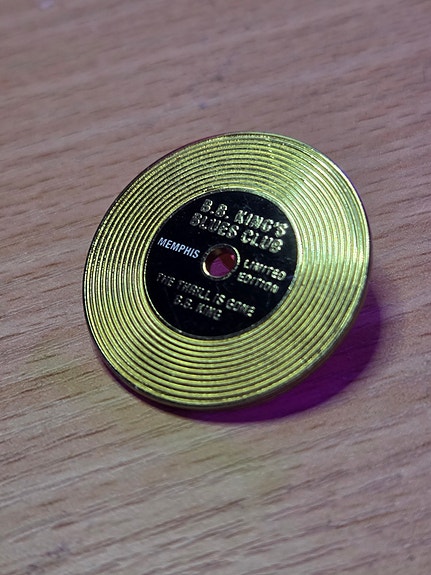 B.B. KING'S
BLUES CLUB
MEMPHIS
LIMITED
EDITION
THE THRILL IS GONE
B.B. KING